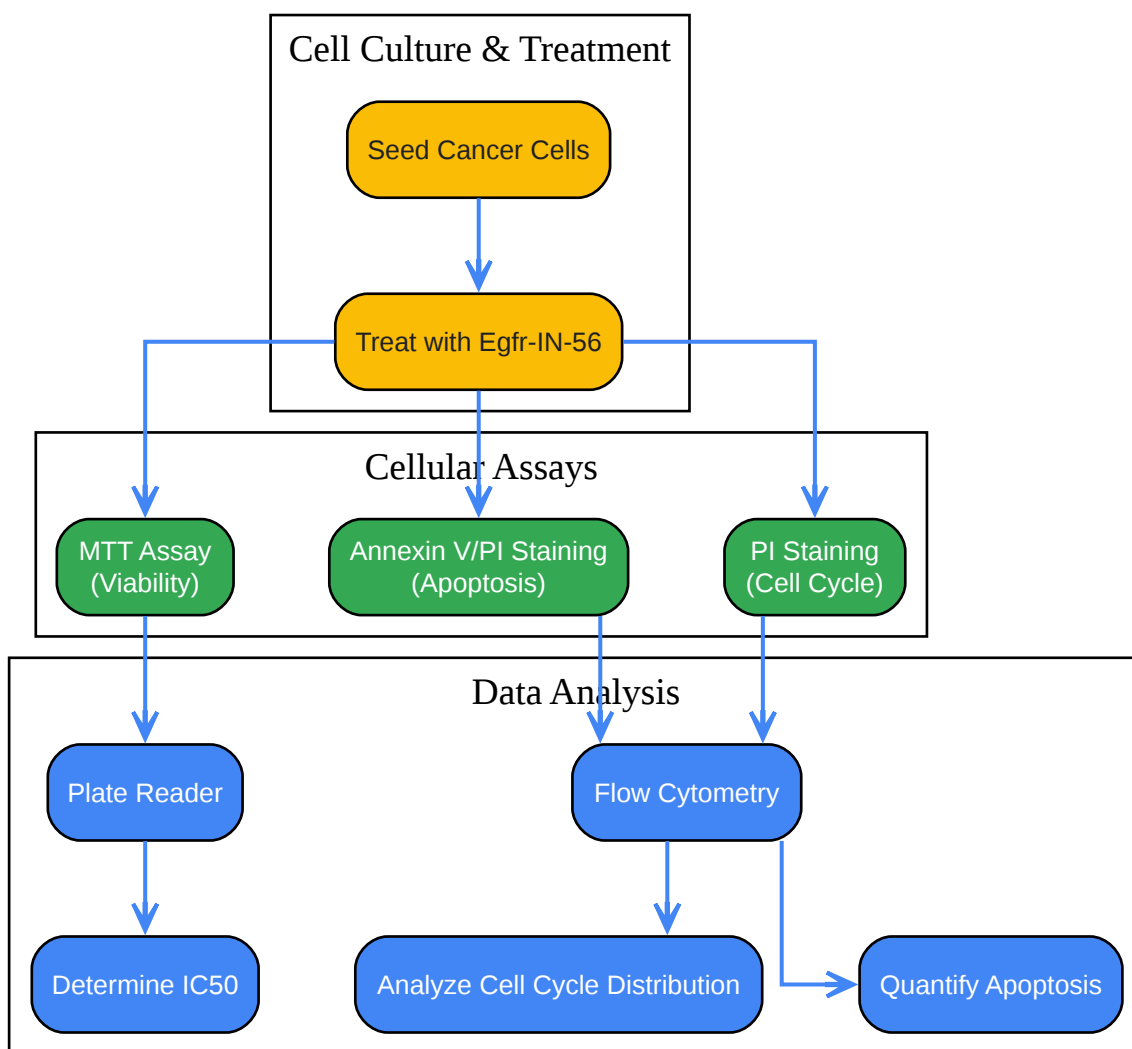 Cell Culture & Treatment
Seed Cancer Cells
Treat with Egfr-IN-56
Cellular Assays
MTT Assay
(Viability)
Annexin V/PI Staining
(Apoptosis)
PI Staining
(Cell Cycle)
Data Analysis
Plate Reader
Flow Cytometry
Determine IC50
Analyze Cell Cycle Distribution
Quantify Apoptosis